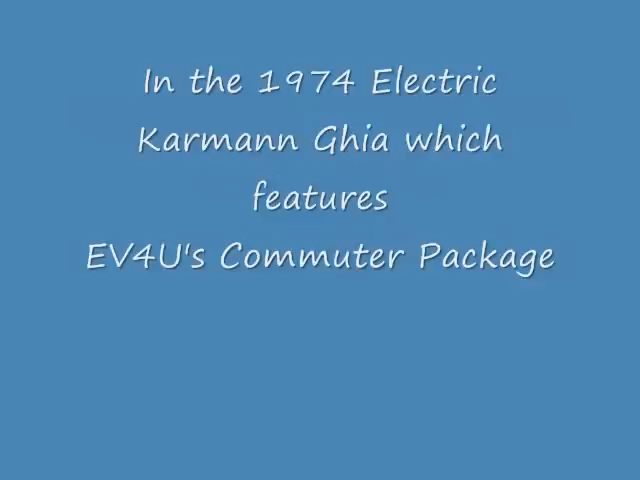 In the 1974 Electric
Karmann Ghia which
features
EV4U's Commuter Package